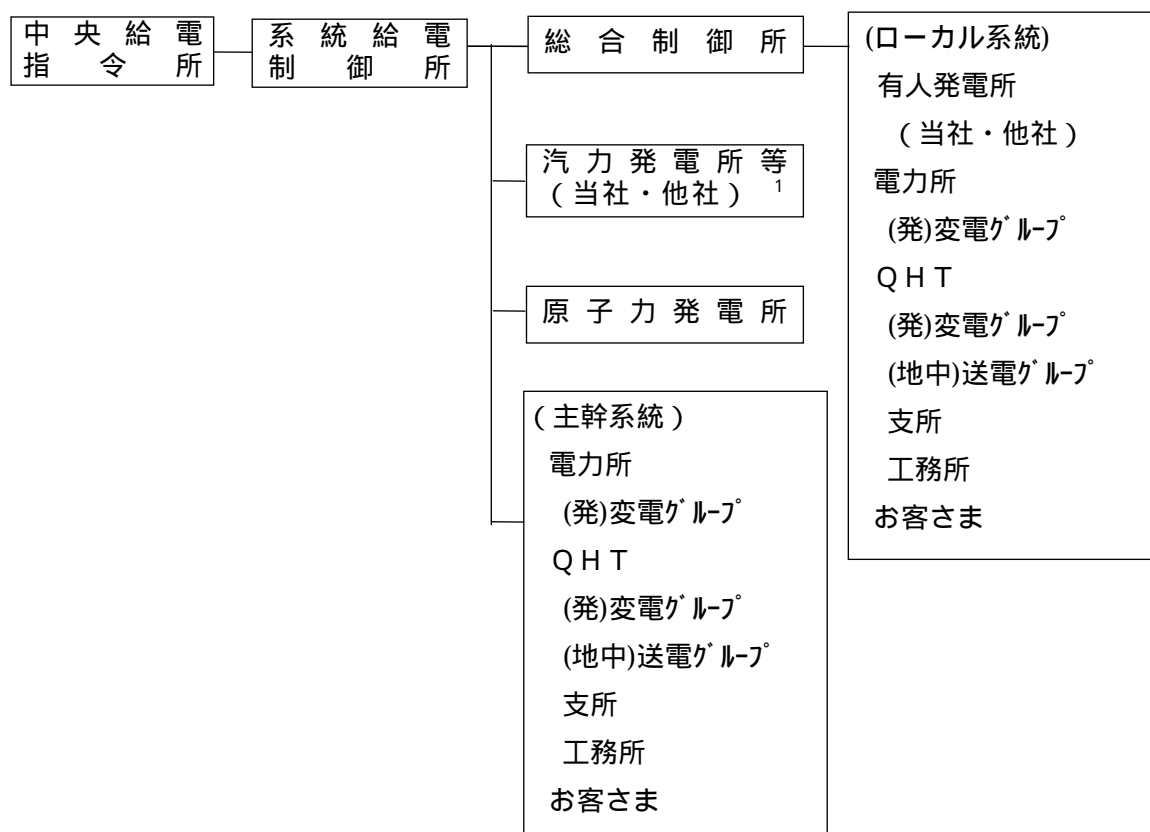 中央給電
指令所
系統給電
制御所
総合制御所
汽力発電所等
(当社・他社) 1
原子力発電所
(主幹系統)
電力所
(発)変電ｸﾞﾙｰﾌﾟ
ＱＨＴ
(発)変電ｸﾞﾙｰﾌﾟ
(地中)送電ｸﾞﾙｰﾌﾟ
支所
工務所
お客さま
(ローカル系統)
有人発電所
(当社・他社)
電力所
(発)変電ｸﾞﾙｰﾌﾟ
ＱＨＴ
(発)変電ｸﾞﾙｰﾌﾟ
(地中)送電ｸﾞﾙｰﾌﾟ
支所
工務所
お客さま